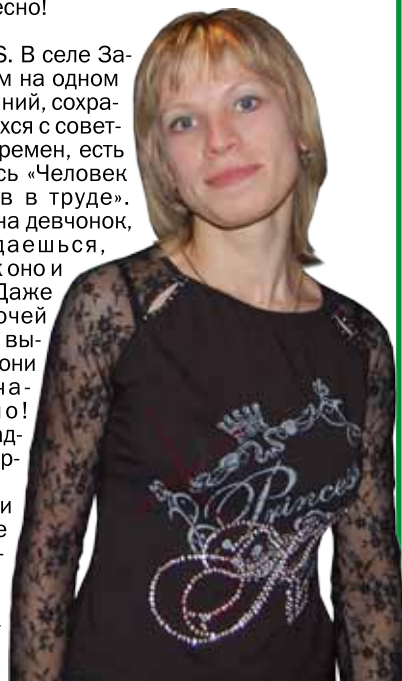 есно!
S. В селе За-
м на одном
ний, сохра-
хся с совет-
ремен, есть
сь «Человек
в в труде».
на девчонок,
даешься,
к оно и
Даже
очей
вы-
они
на-
о!
ад-
р-
и
е
-
.
Princess